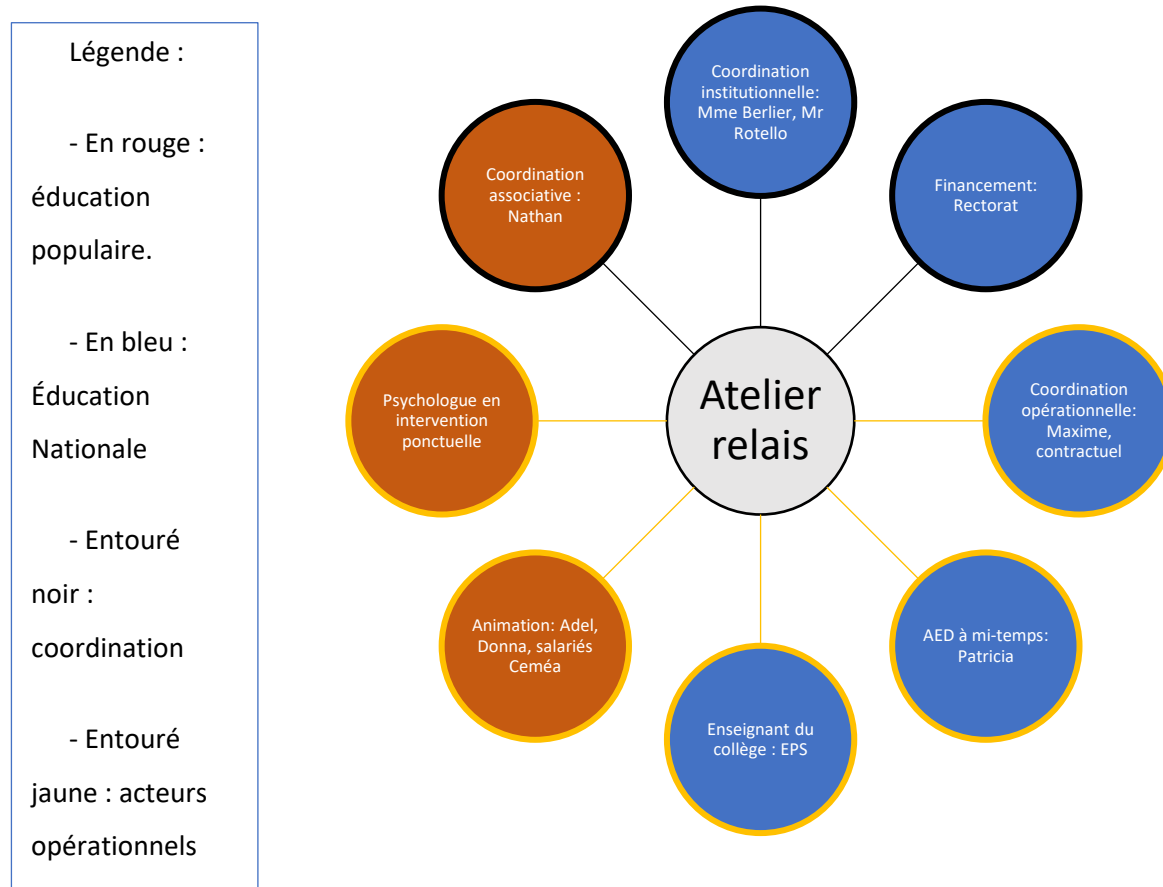 Légende :
- En rouge :
éducation
populaire.
- En bleu :
Éducation
Nationale
- Entouré
noir :
coordination
- Entouré
jaune : acteurs
opérationnels
Coordination
institutionnelle:
Mme Berlier, Mr
Rotello
Financement:
Rectorat
Coordination
opérationnelle:
Maxime,
contractuel
AED à mi-temps:
Patricia
Enseignant du
collège : EPS
Animation: Adel,
Donna, salariés
Ceméa
Psychologue en
intervention
ponctuelle
Coordination
associative :
Nathan
Atelier
relais